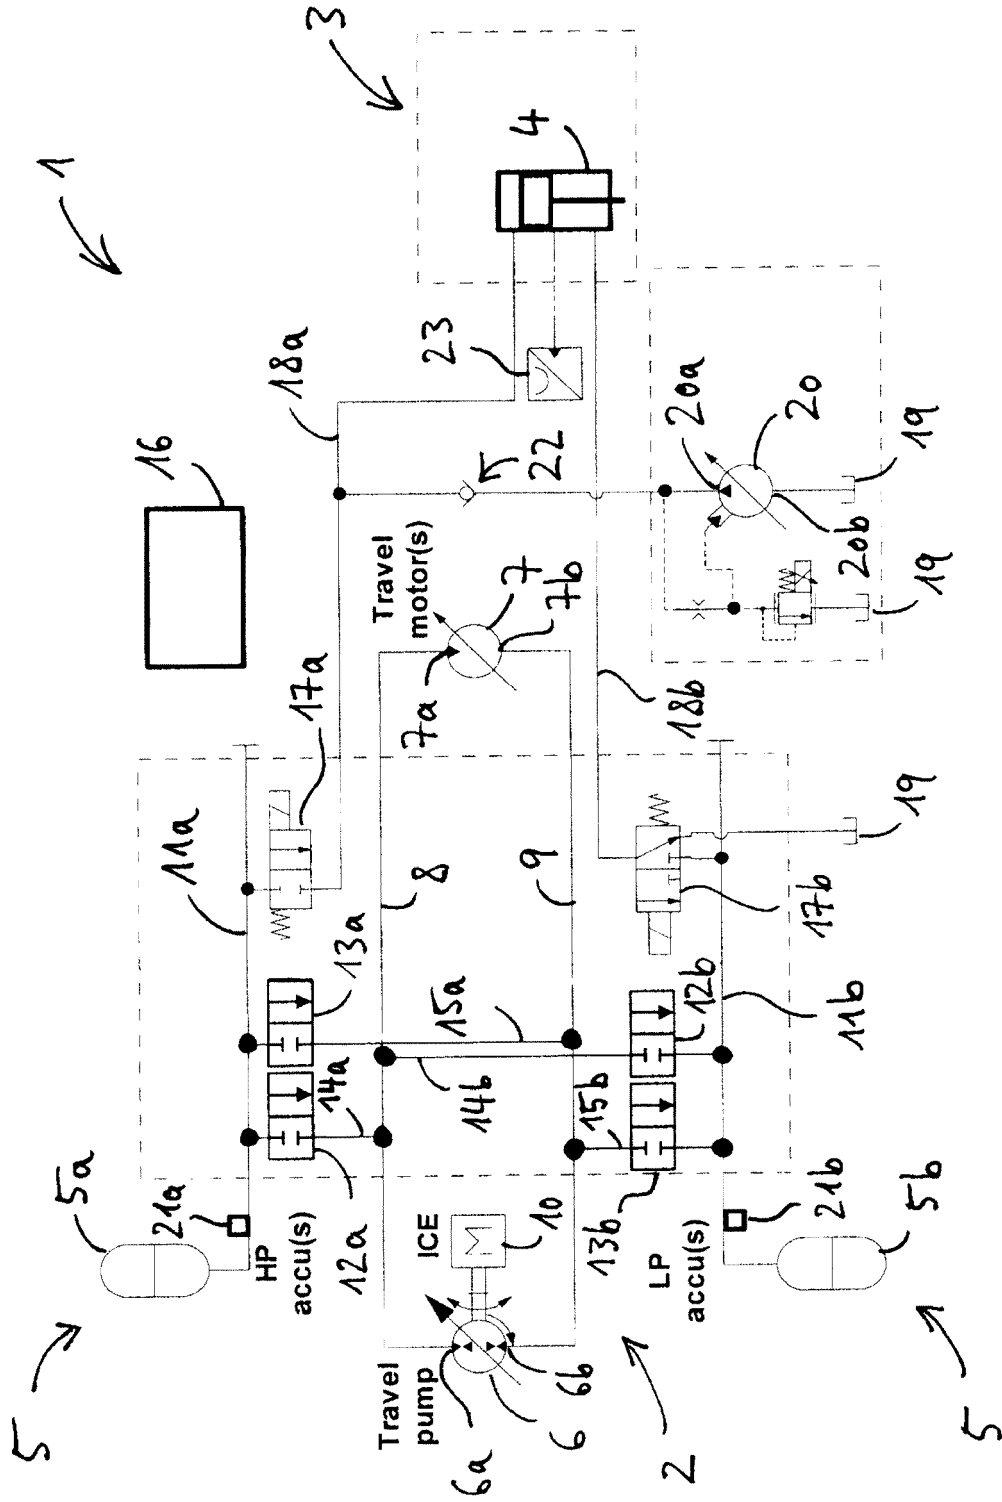 1
3
16
18a
4
23
22
11a
17a
Travel
motor(s)
7
7a
7b
20a
20
20b
19
19
19
18b
8
9
13a
15a
14a
14b
15b
12b
11b
17b
5
5a
21a
HP
accu(s)
12a
ICE
10
13b
LP
accu(s)
21b
5b
5
Travel
pump
6a
6
6b
2
M